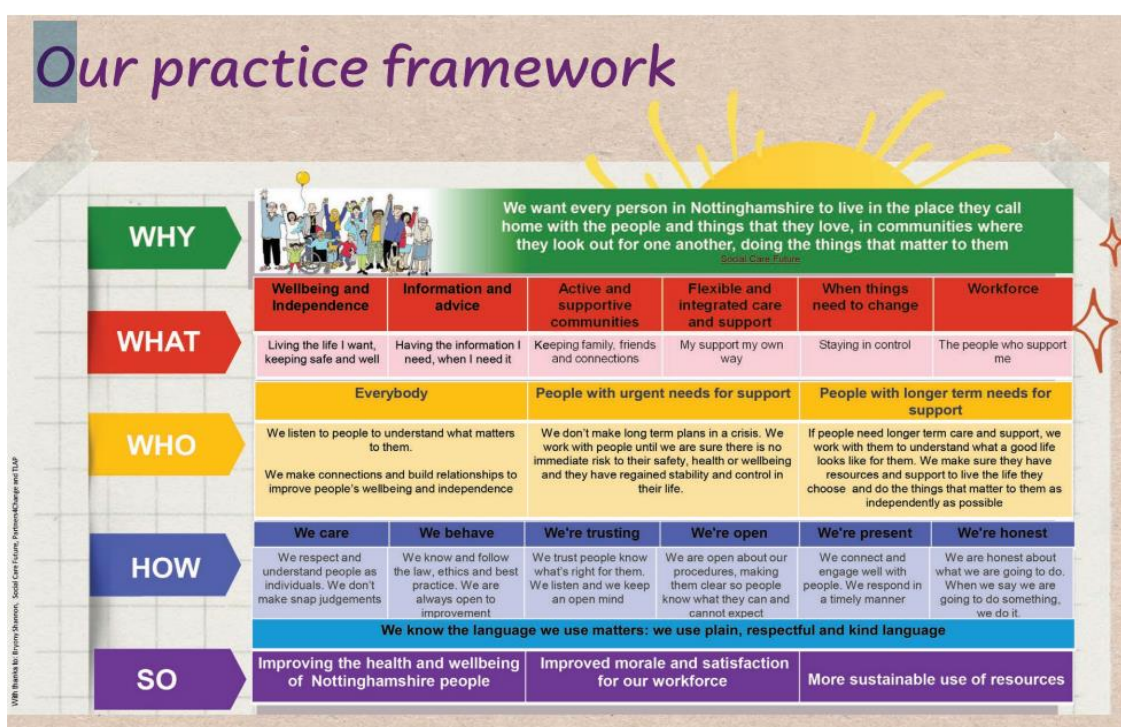 Our practice framework
WHY
We want every person in Nottinghamshire to live in the place they call
home with the people and things that they love, in communities where
they look out for one another, doing the things that matter to them
Social Care Future
WHAT
Wellbeing and
Independence
Living the life I want,
keeping safe and well
Information and
advice
Having the information I
need, when I need it
Active and
supportive
communities
Keeping family, friends
and connections
Flexible and
integrated care
and support
My support my own
way
When things
need to change
Staying in control
Workforce
The people who support
me
WHO
Everybody
We listen to people to understand what matters
to them.
We make connections and build relationships to
improve people's wellbeing and independence
People with urgent needs for support
We don't make long term plans in a crisis. We
work with people until we are sure there is no
immediate risk to their safety, health or wellbeing
and they have regained stability and control in
their life.
People with longer term needs for
support
If people need longer term care and support, we
work with them to understand what a good life
looks like for them. We make sure they have
resources and support to live the life they
choose and do the things that matter to them as
independently as possible
HOW
We care
We respect and
understand people as
individuals. We don't
make snap judgements
We behave
We know and follow
the law, ethics and best
practice. We are
always open to
improvement
We're trusting
We trust people know
what's right for them.
We listen and we keep
an open mind
We're open
We are open about our
procedures, making
them clear so people
know what they can and
cannot expect
We're present
We connect and
engage well with
people. We respond in
a timely manner
We're honest
We are honest about
what we are going to do.
When we say we are
going to do something,
we do it.
We know the language we use matters: we use plain, respectful and kind language
SO
Improving the health and wellbeing
of Nottinghamshire people
Improved morale and satisfaction
for our workforce
More sustainable use of resources
With thanks to: Bryony Shannon, Social Care Future, Partners4Change and TLAP